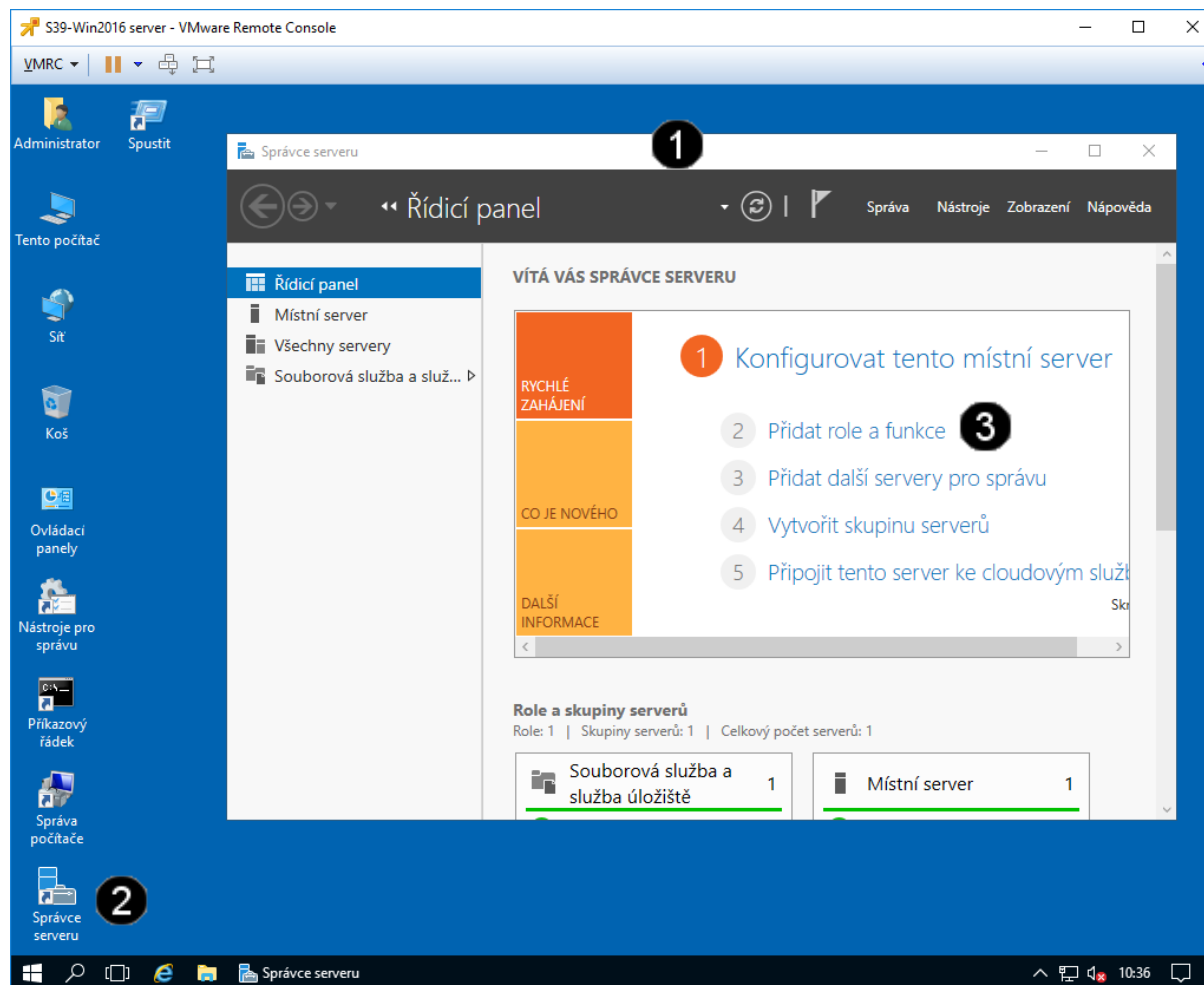 S39-Win2016 server - VMware Remote Console
VMRC
Administrator
Spustit
Tento počítač
Síť
Koš
Ovládací
panely
Nástroje pro
správu
C:\
Příkazový
řádek
Správa
počítače
Správce
serveru
2
Správce serveru
1
Řídicí panel
Správa
Nástroje
Zobrazení
Nápověda
Řídicí panel
Místní server
Všechny servery
Souborová služba a služ...
VÍTÁ VÁS SPRÁVCE SERVERU
RYCHLÉ
ZAHÁJENÍ
CO JE NOVÉHO
DALŠÍ
INFORMACE
1 Konfigurovat tento místní server
2 Přidat role a funkce 3
3 Přidat další servery pro správu
4 Vytvořit skupinu serverů
5 Připojit tento server ke cloudovým služb
Skr
Role a skupiny serverů
Role: 1 | Skupiny serverů: 1 | Celkový počet serverů: 1
Souborová služba a
služba úložiště
1
Místní server
1
Správce serveru
10:36